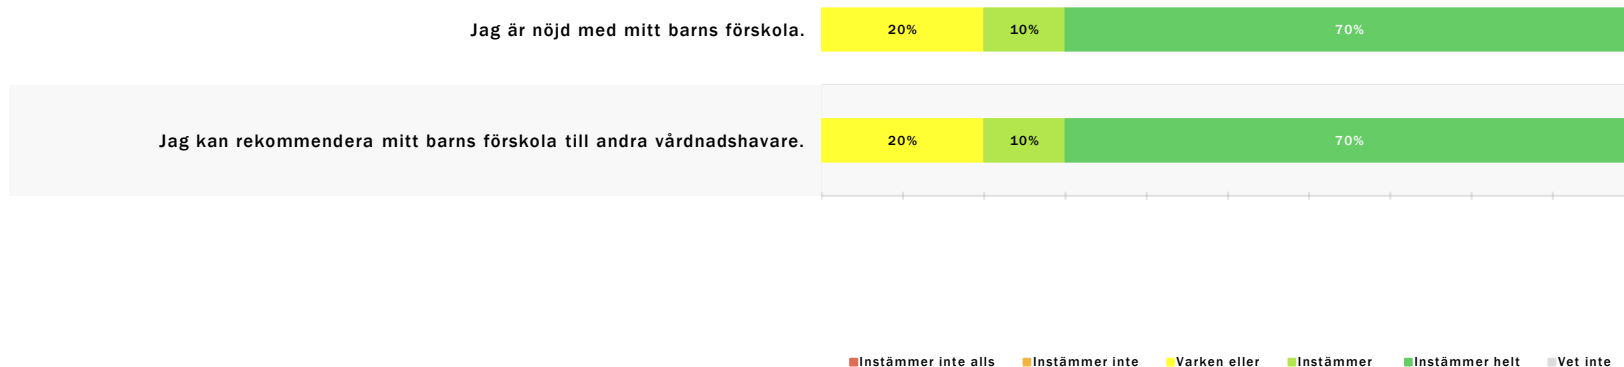 Jag är nöjd med mitt barns förskola.
20% 10% 70%
Jag kan rekommendera mitt barns förskola till andra vårdnadshavare.
20% 10% 70%
Instämmer inte alls Instämmer inte Varken eller Instämmer Instämmer helt Vet inte